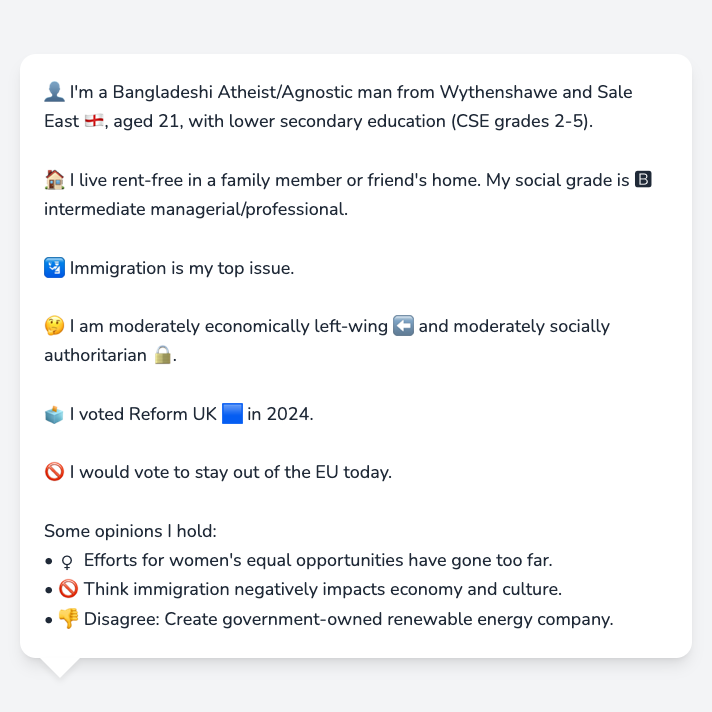 👤 I'm a Bangladeshi Atheist/Agnostic man from Wythenshawe and Sale
East 🏴󠁧󠁢󠁥󠁮󠁧󠁿, aged 21, with lower secondary education (CSE grades 2-5).
🏠 I live rent-free in a family member or friend's home. My social grade is 🅱
intermediate managerial/professional.
🛂 Immigration is my top issue.
🤔 I am moderately economically left-wing ⬅️ and moderately socially
authoritarian 🔒.
🗳️ I voted Reform UK 🟦 in 2024.
🚫 I would vote to stay out of the EU today.
Some opinions I hold:
• ♀ Efforts for women's equal opportunities have gone too far.
• 🚫 Think immigration negatively impacts economy and culture.
• 👎 Disagree: Create government-owned renewable energy company.